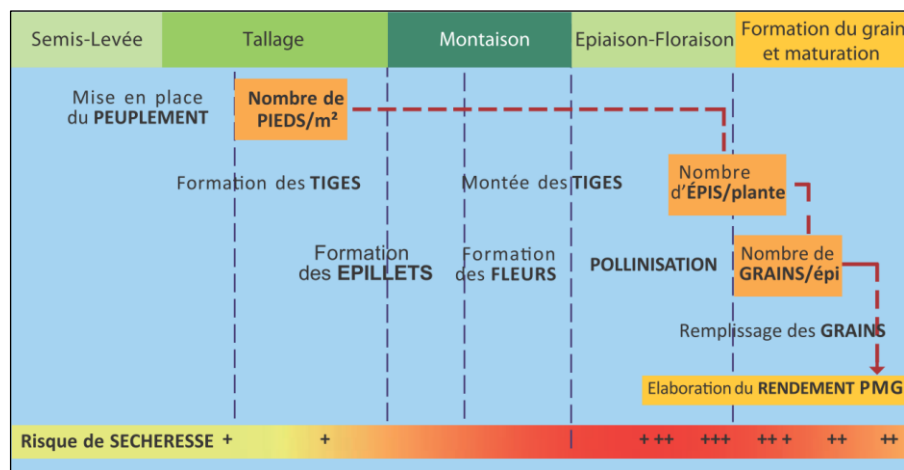 Semis-Levée
Tallage
Montaison
Epiaison-Floraison
Formation du grain
et maturation
Mise en place
du PEUPLEMENT
Nombre de
PIEDS/m²
Formation des TIGES
Montée des TIGES
Nombre
d'ÉPIS/plante
Formation
des EPILLETS
Formation
des FLEURS
POLLINISATION
Nombre de
GRAINS/épi
Remplissage des GRAINS
Elaboration du RENDEMENT PMG
Risque de SECHERESSE + + + ++ +++ ++ + ++ ++